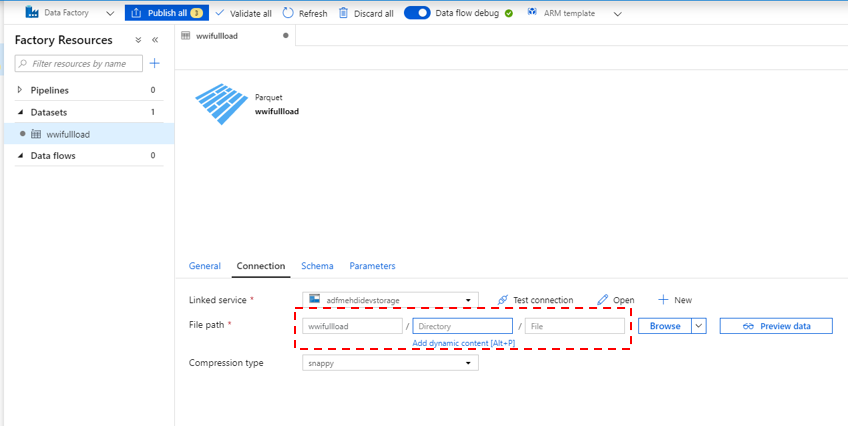 Data Factory Publish all 1 Validate all Refresh Discard all Data flow debug ARM template
Factory Resources
wwifullload
Filter resources by name
Pipelines 0
Datasets 1
wwifullload
Data flows 0
Parquet
wwifullload
General Connection Schema Parameters
Linked service * adfmehdidevstorage Test connection Open New
File path * wwifullload / Directory / File Browse Preview data
Add dynamic content [Alt+P]
Compression type snappy